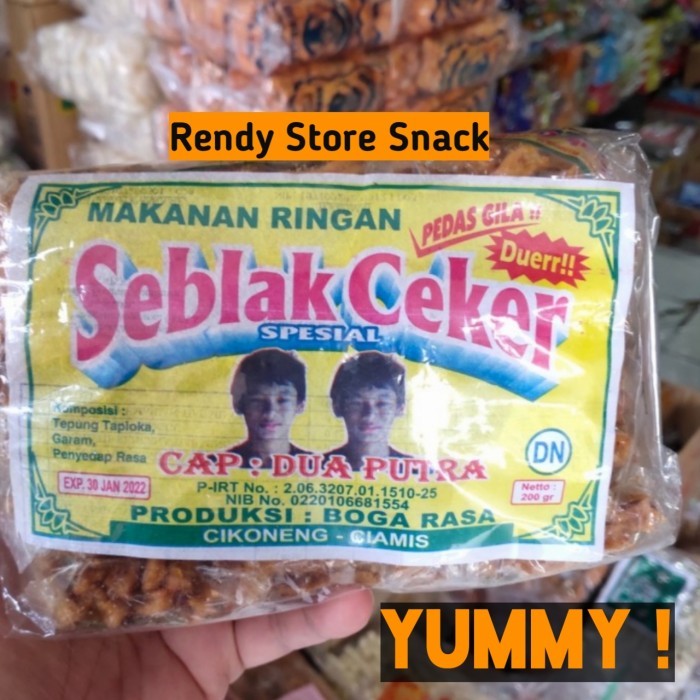 Rendy Store Snack
MAKANAN RINGAN
PEDAS GILA !!
Duerr!!
Seblak Ceker
SPESIAL
Komposisi :
Tepung Tapioka,
Garam,
Penyedap Rasa
EXP. 30 JAN 2022
CAP : DUA PUTRA
DN
Netto :
200 gr
P-IRT No. : 2.06.3207.01.1510-25
NIB No. 0220106681554
PRODUKSI : BOGA RASA
CIKONENG - CIAMIS
YUMMY !